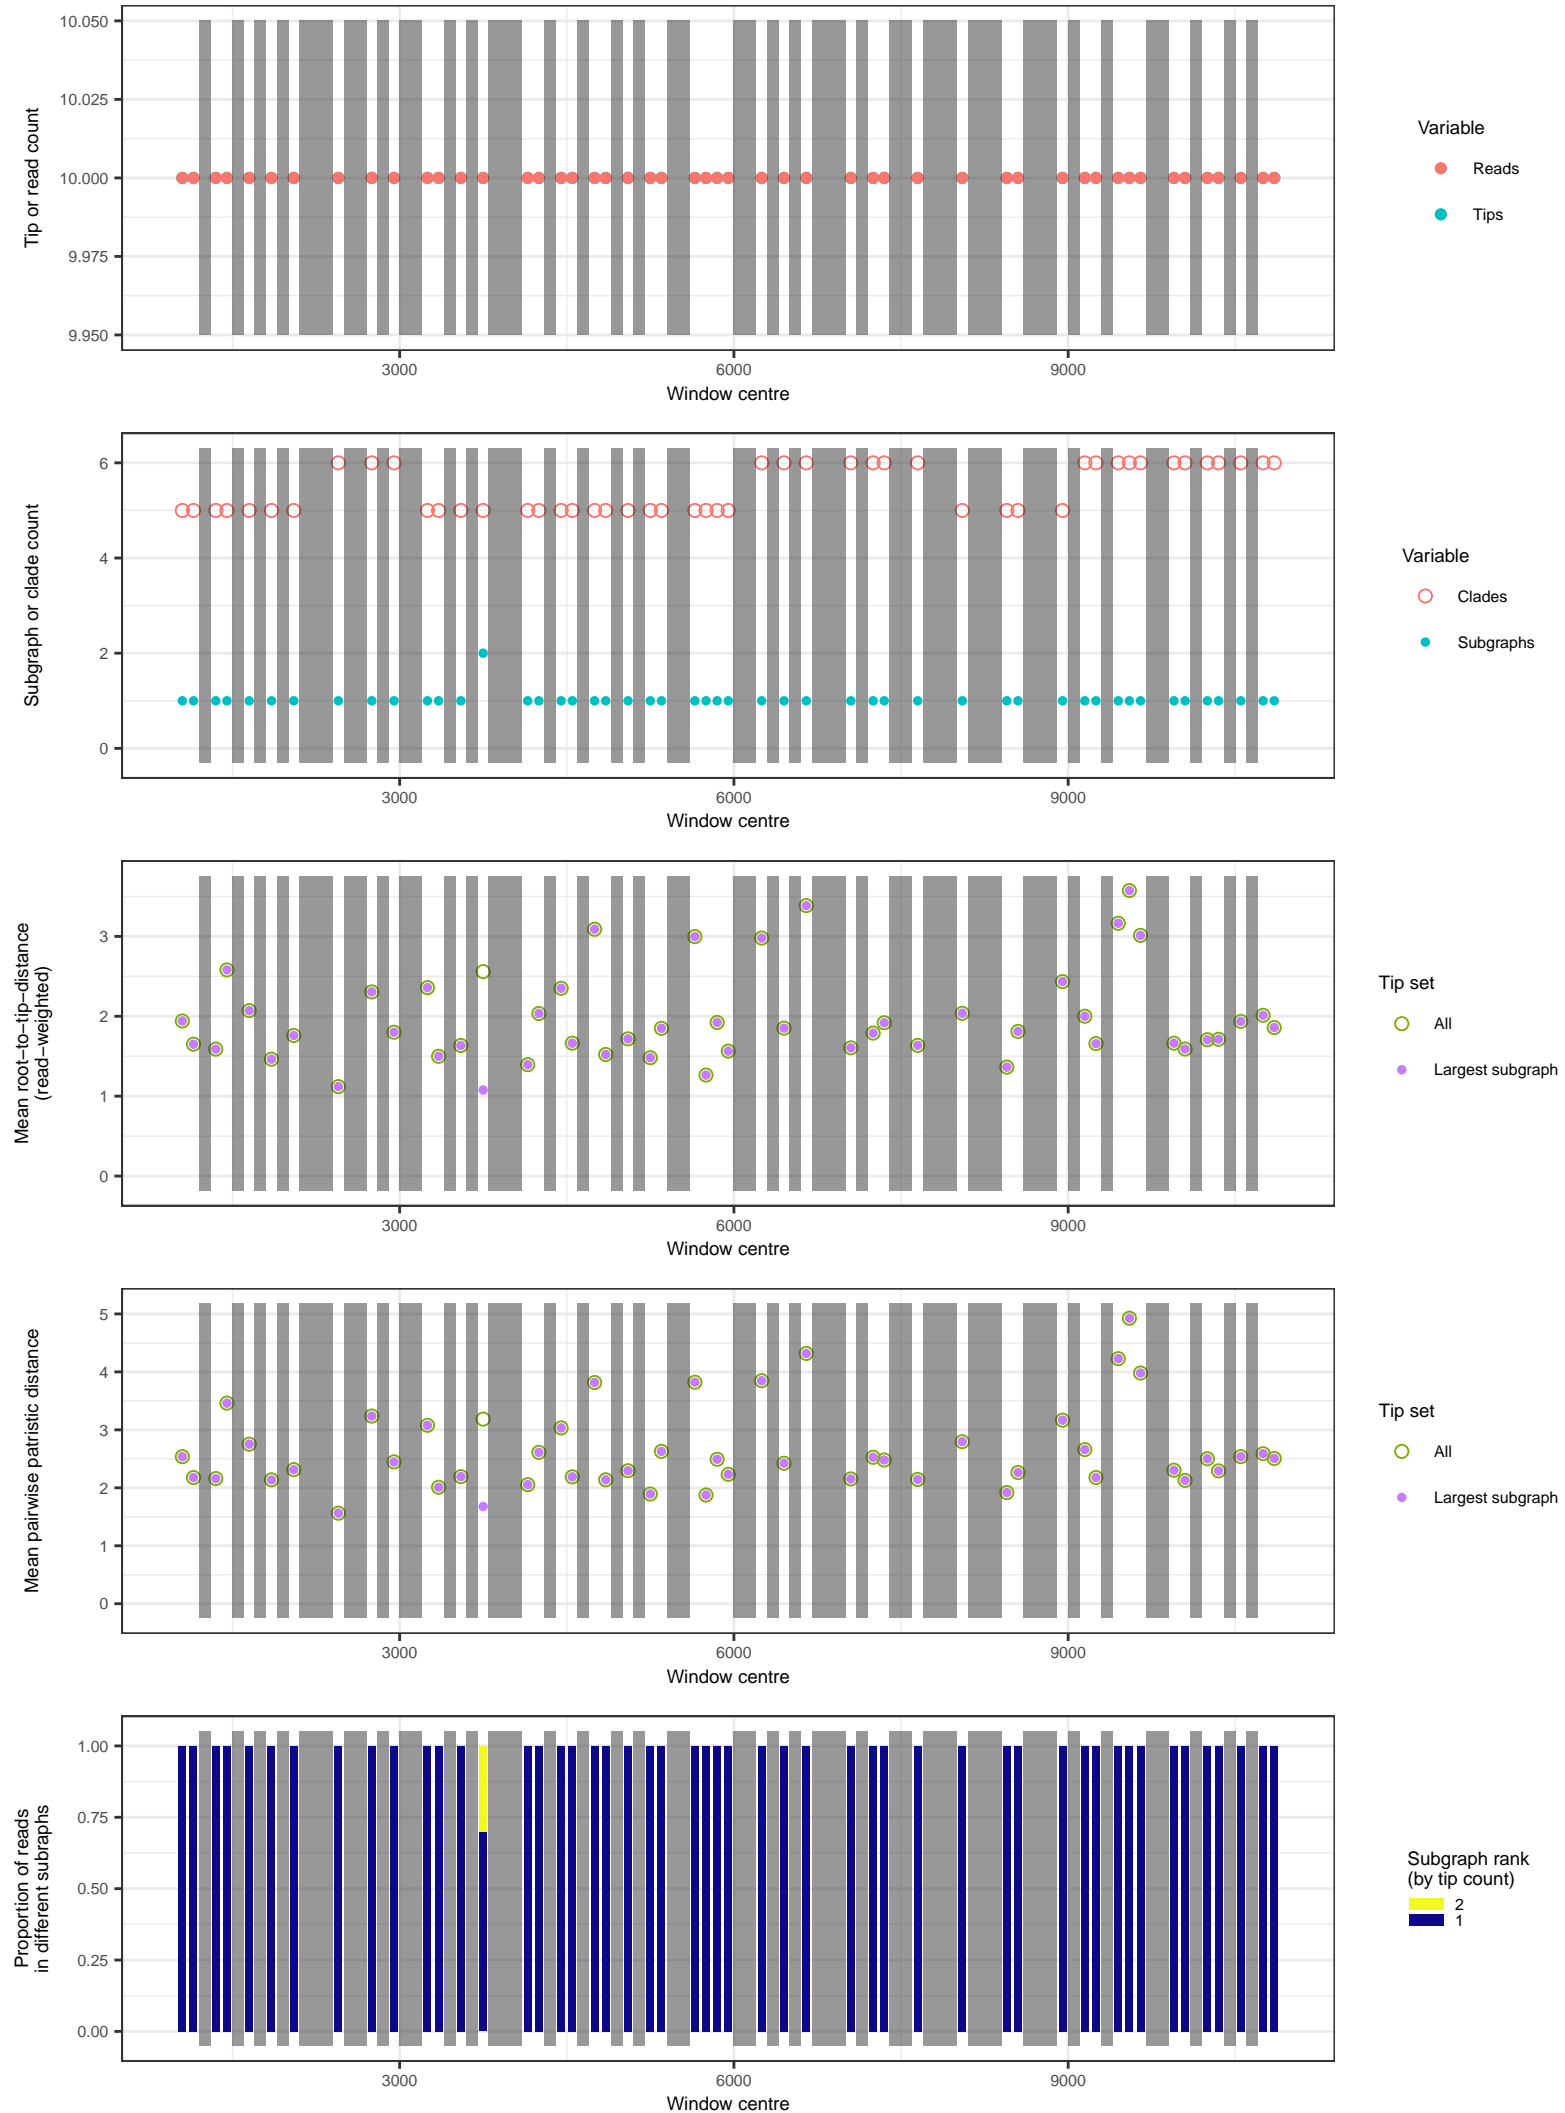 10.050
10.025
10.000
9.975
9.950
Tip or read count
3000
6000
9000
Window centre
Variable
Reads
Tips
6
4
2
0
Subgraph or clade count
3000
6000
9000
Window centre
Variable
Clades
Subgraphs
3
2
1
0
Mean root−to−tip−distance
(read−weighted)
3000
6000
9000
Window centre
Tip set
All
Largest subgraph
5
4
3
2
1
0
Mean pairwise patristic distance
3000
6000
9000
Window centre
Tip set
All
Largest subgraph
1.00
0.75
0.50
0.25
0.00
Proportion of reads
in different subraphs
3000
6000
9000
Window centre
Subgraph rank
(by tip count)
2
1